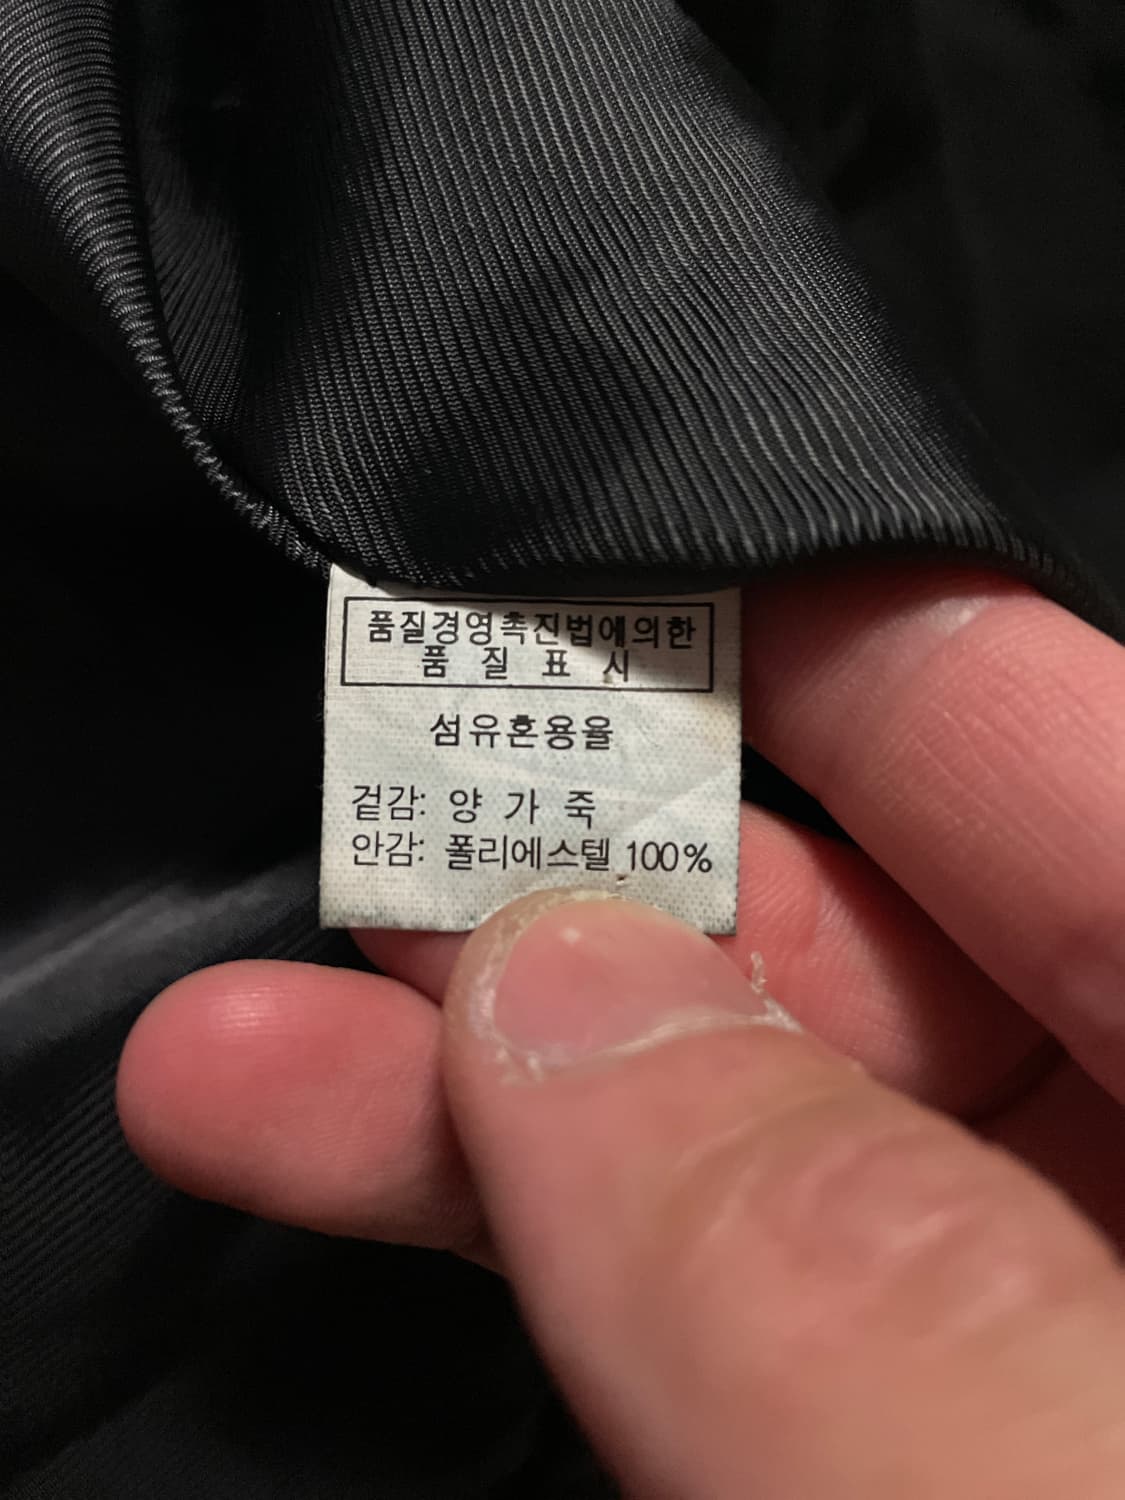 품질경영촉진법에의한
품 질 표 시
섬유혼용율
겉감: 양 가 죽
안감: 폴리에스텔 100%